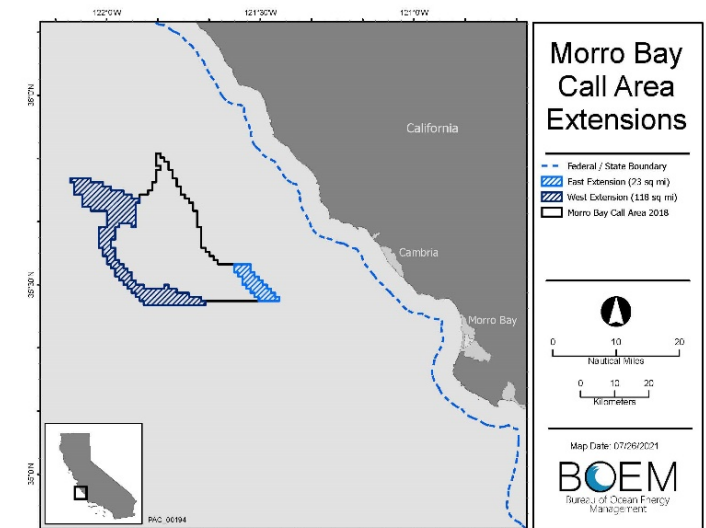 122°0'W
121°30'W
121°0'W
36°0'N
35°30'N
35°0'N
California
Cambria
Morro Bay
PAC_00194
Morro Bay
Call Area
Extensions
Federal / State Boundary
East Extension (23 sq mi)
West Extension (118 sq mi)
Morro Bay Call Area 2018
0 10 20
Nautical Miles
0 10 20
Kilometers
Map Date: 07/26/2021
BOEM
Bureau of Ocean Energy
Management